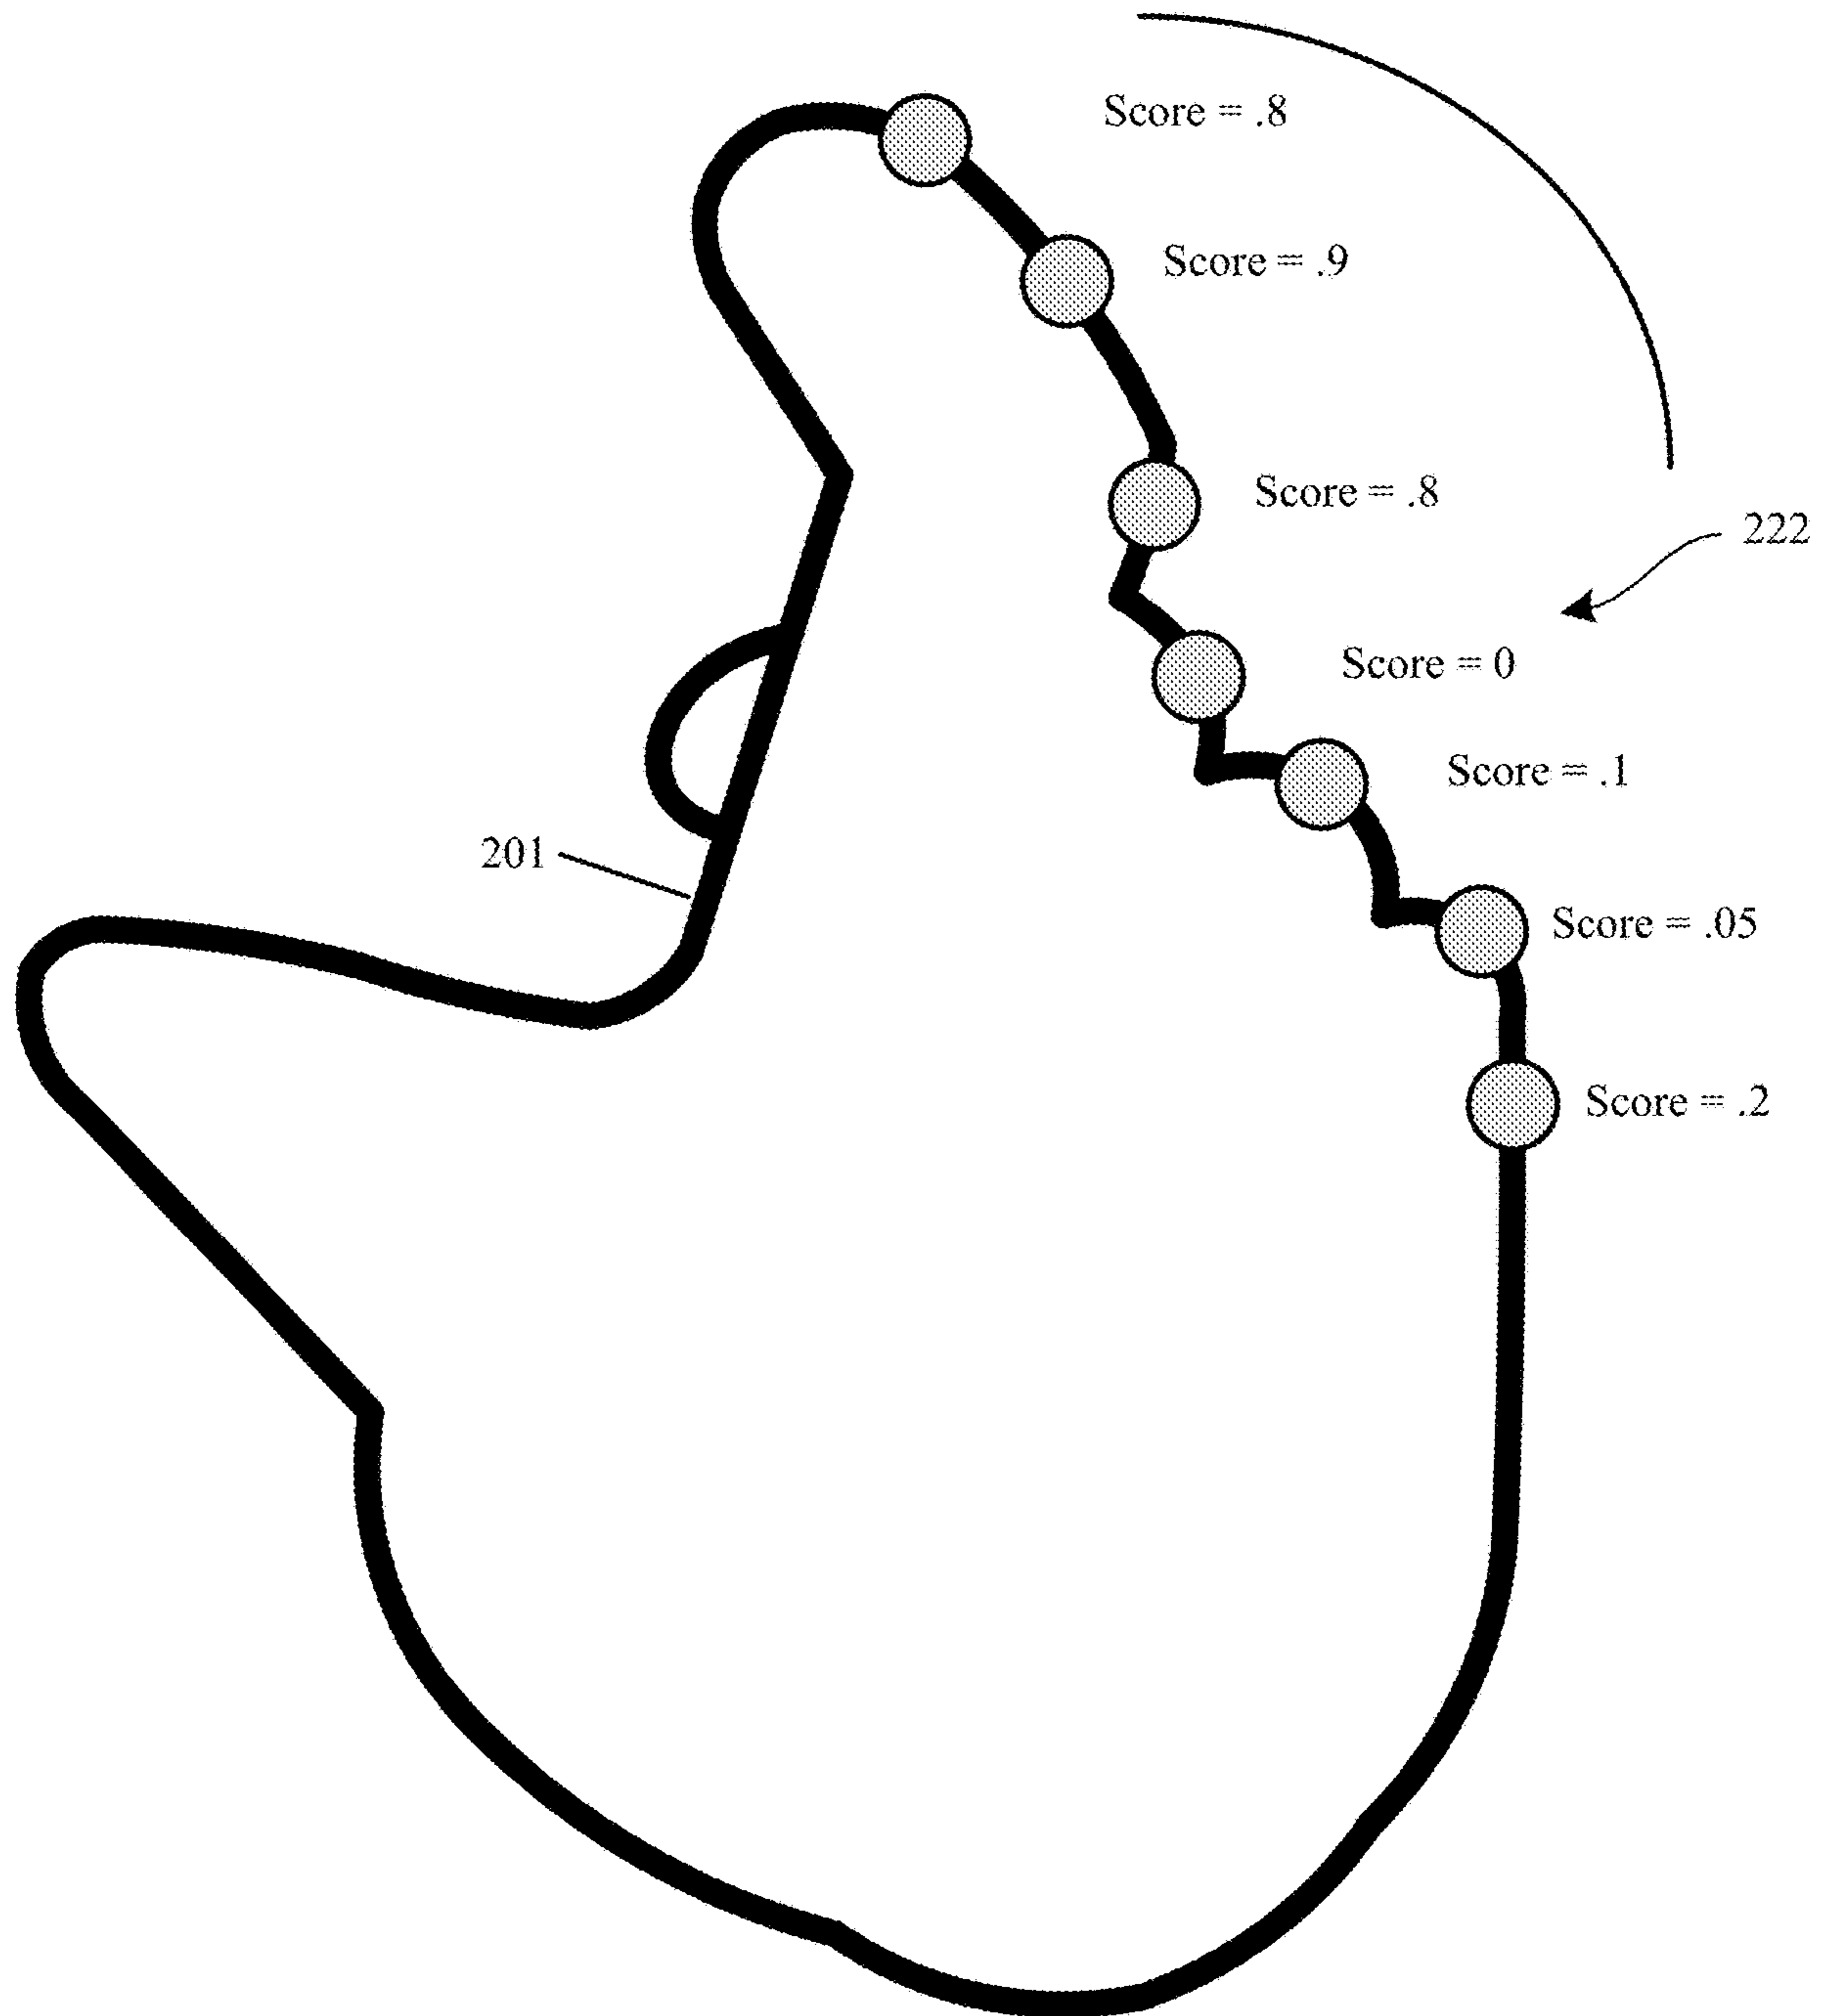 Score = .8
Score = .9
Score = .8
222
Score = 0
Score = .1
201
Score = .05
Score = .2